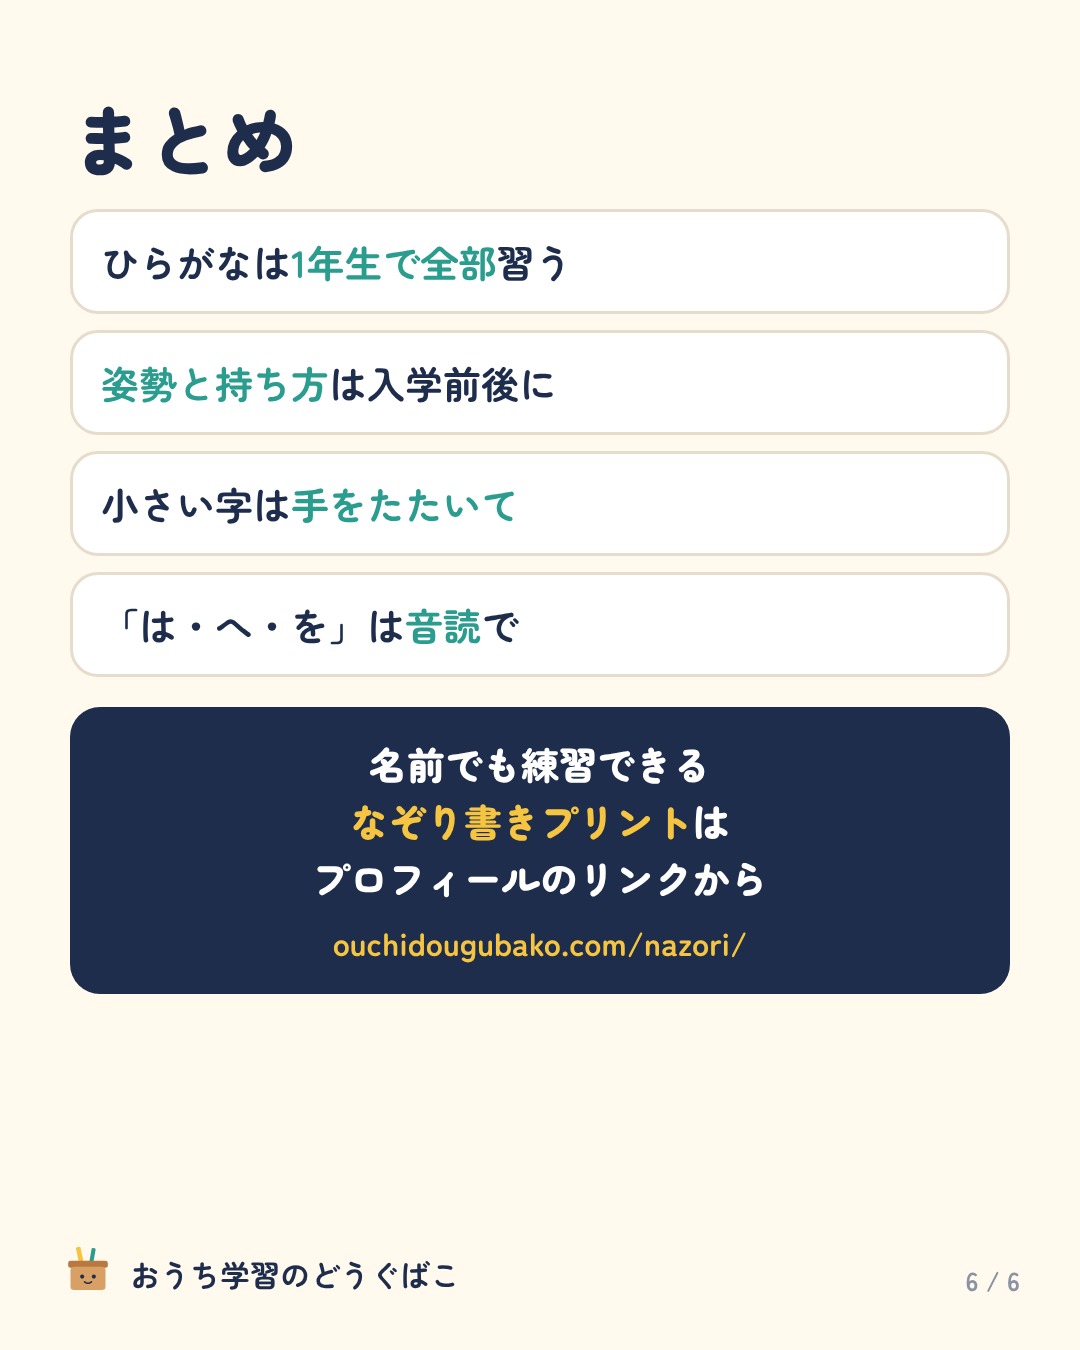 まとめ
ひらがなは1年生で全部習う
姿勢と持ち方は入学前後に
小さい字は手をたたいて
「は・へ・を」は音読で
名前でも練習できる
なぞり書きプリントは
プロフィールのリンクから
ouchidougubako.com/nazori/
おうち学習のどうぐばこ
6 / 6